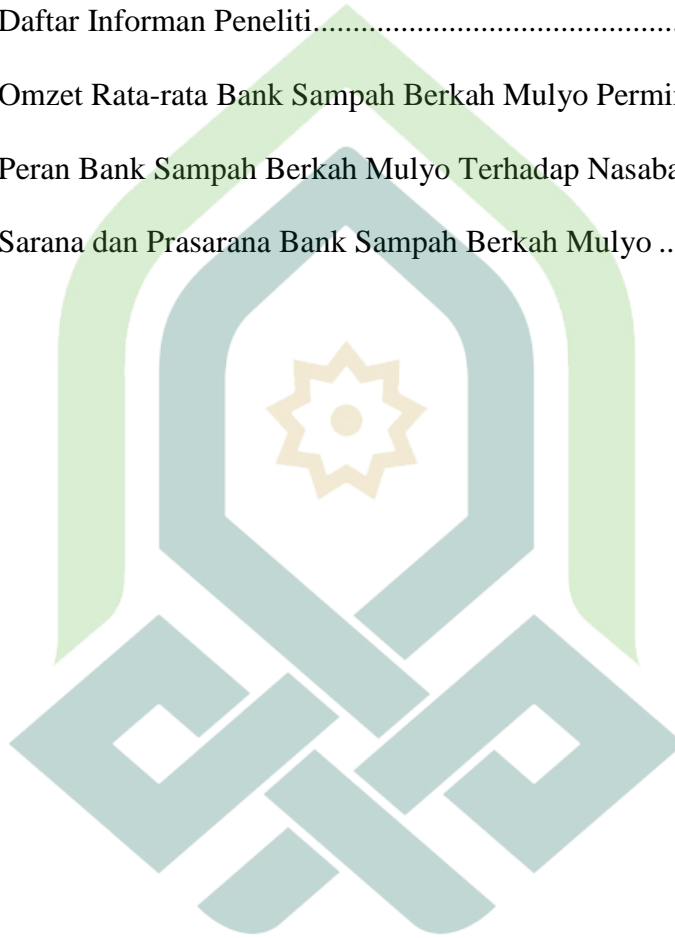 Daftar Informan Peneliti..........................................
Omzet Rata-rata Bank Sampah Berkah Mulyo
Peran Bank Sampah Berkah Mulyo Terhadap
Sarana dan Prasarana Bank Sampah Berkah Mulyo ..